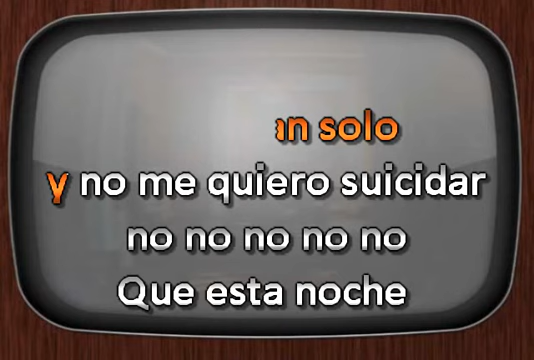 solo
y no me quiero suicidar
no no no no no
Que esta noche